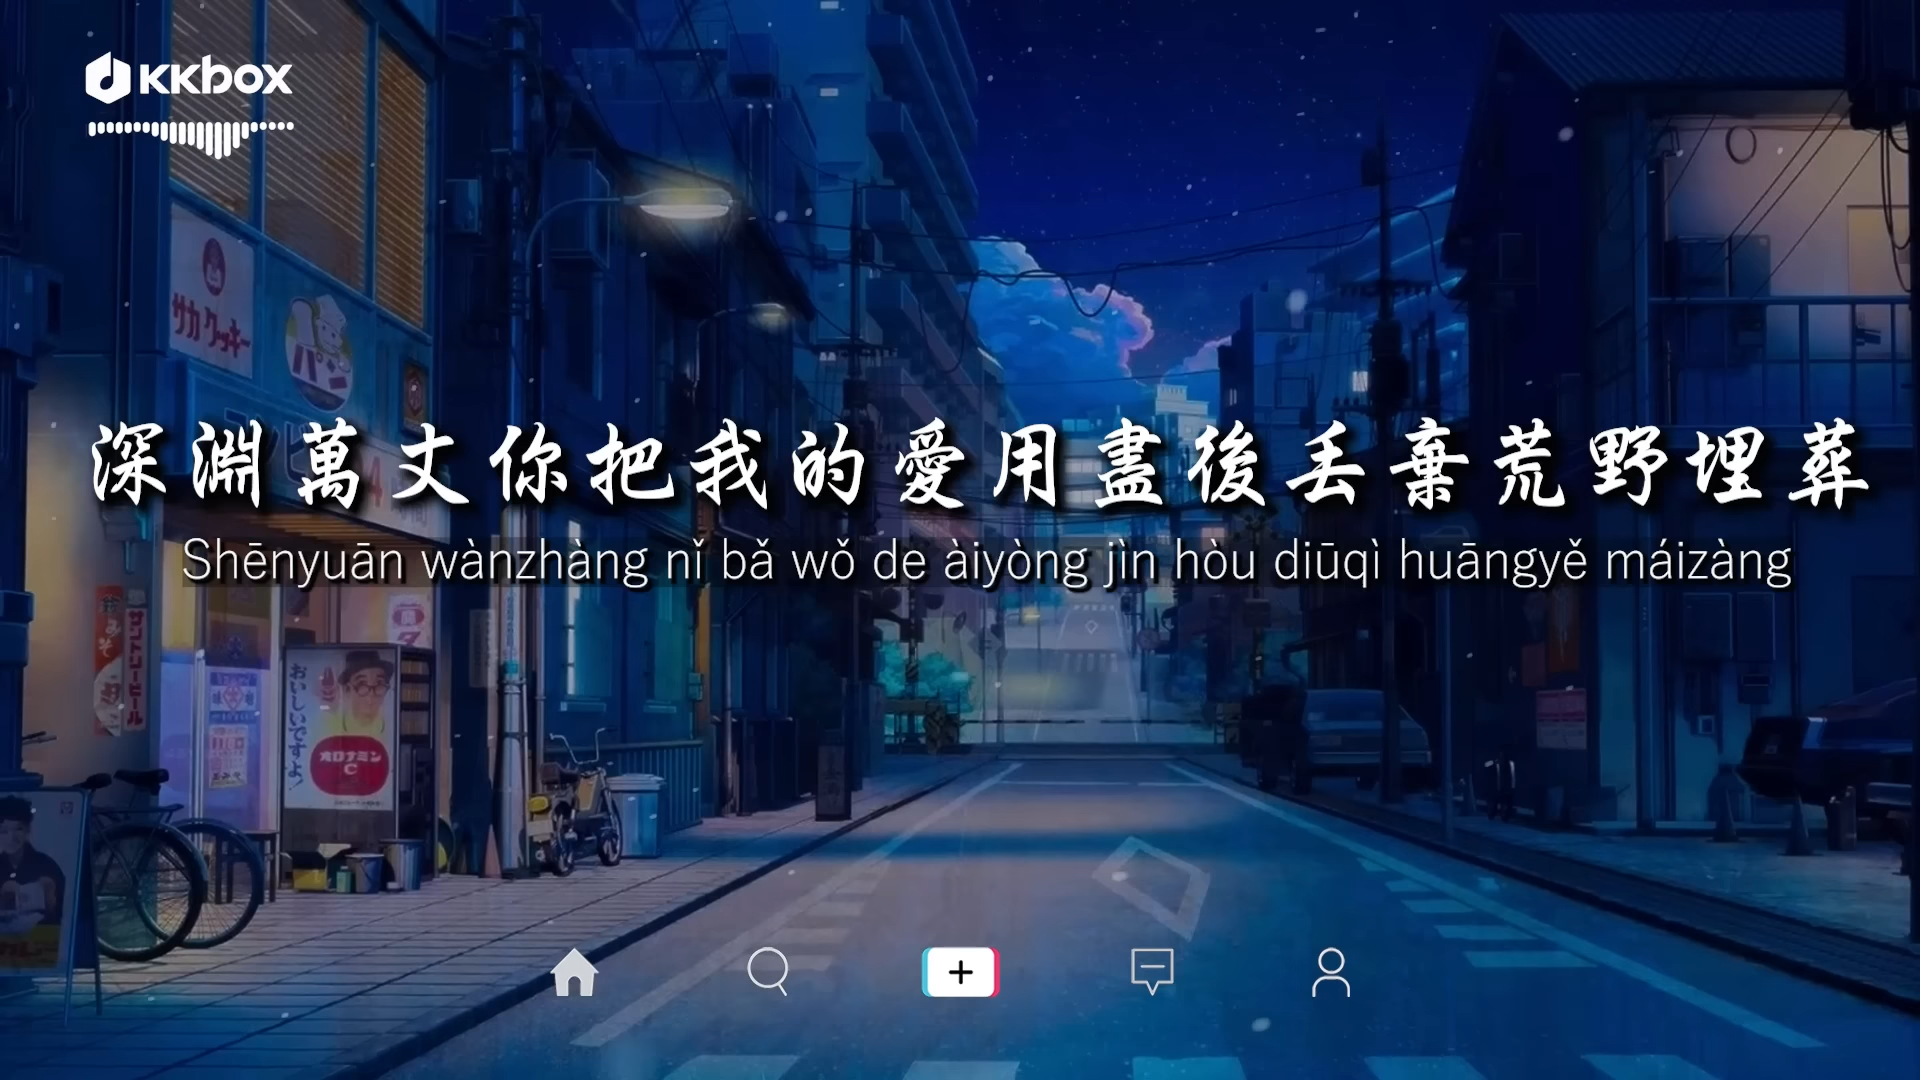 KKbox
サカクッキー
パン
深淵萬丈你把我的愛用盡後丟棄荒野埋葬
Shēnyuān wànzhàng nǐ bǎ wǒ de àiyòng jìn hòu diūqì huāngyě máizàng
サントリービール
おいしいですよ!
オロナミン
C